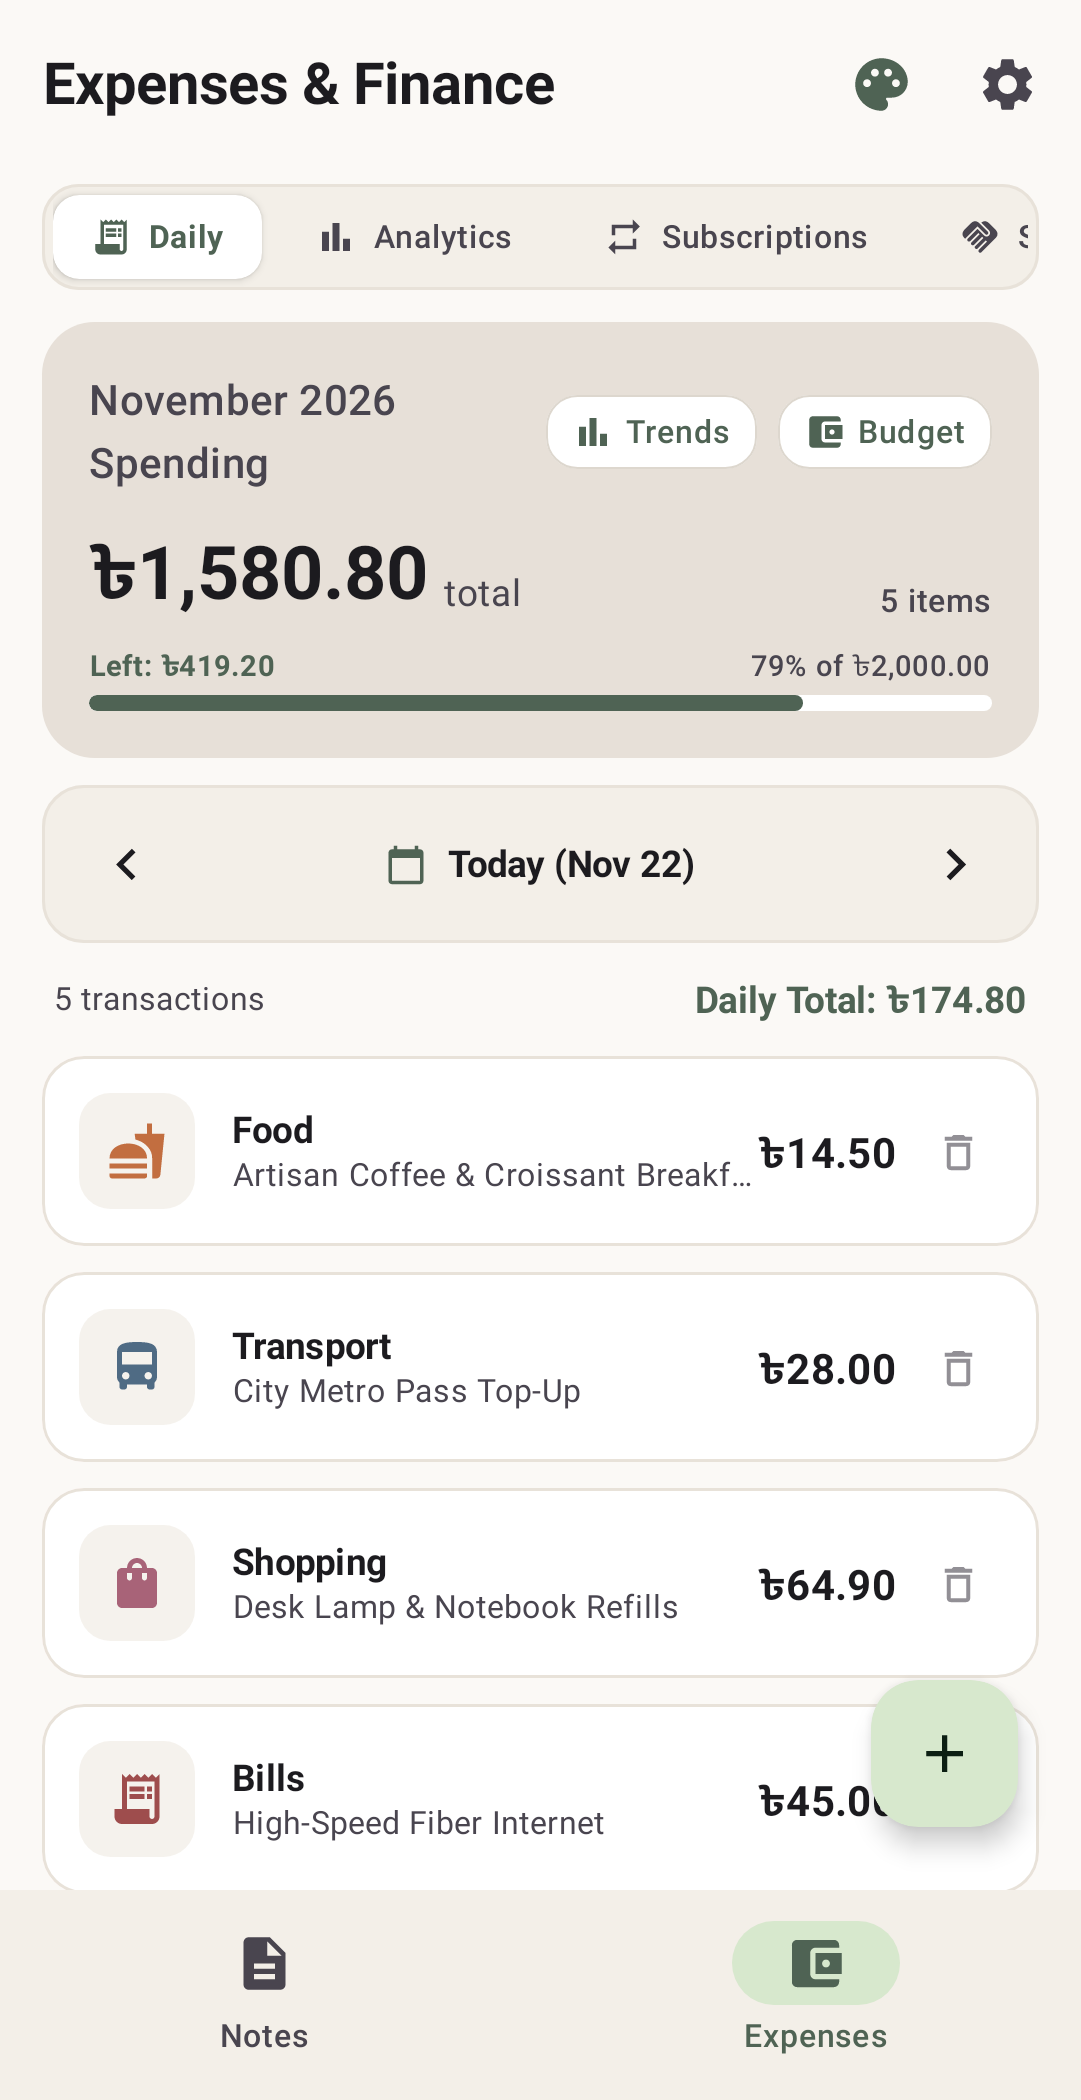 Expenses & Finance
Daily
Analytics
Subscriptions
November 2026
Spending
Trends
Budget
৳1,580.80 total
5 items
Left: ৳419.20
79% of ৳2,000.00
Today (Nov 22)
5 transactions
Daily Total: ৳174.80
Food
Artisan Coffee & Croissant Breakf...
৳14.50
Transport
City Metro Pass Top-Up
৳28.00
Shopping
Desk Lamp & Notebook Refills
৳64.90
Bills
High-Speed Fiber Internet
৳45.0
Notes
Expenses